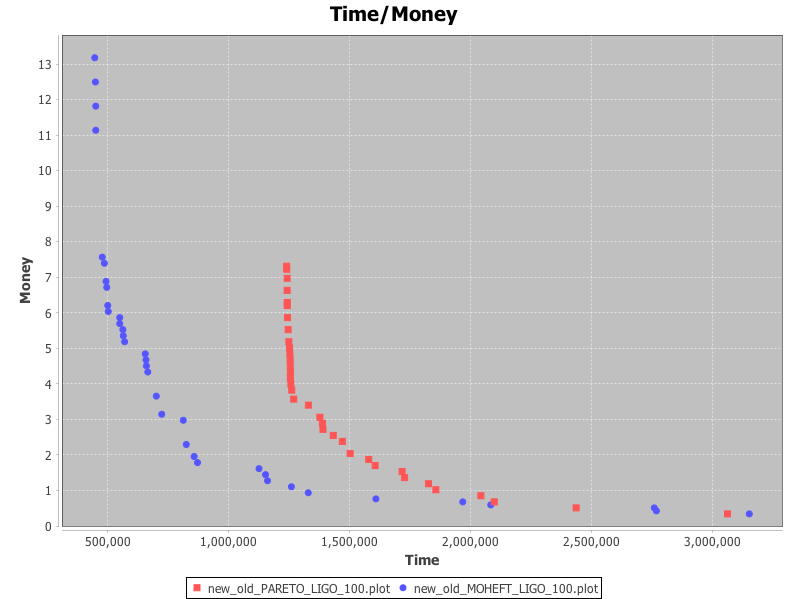 Time/Money
13
12
11
10
9
8
7
6
5
4
3
2
1
0
Money
500,000 1,000,000 1,500,000 2,000,000 2,500,000 3,000,000
Time
new_old_PARETO_LIGO_100.plot new_old_MOHEFT_LIGO_100.plot